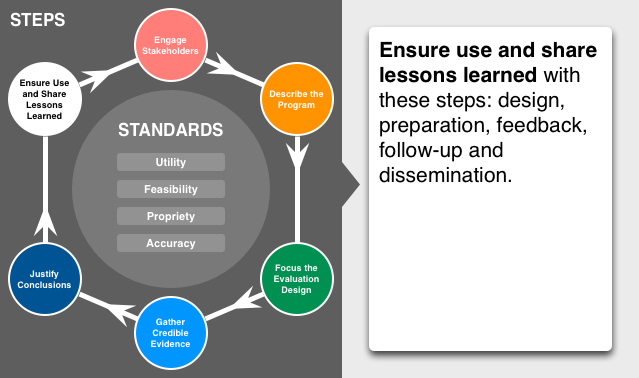 STEPS
Engage
Stakeholders
Describe the
Program
Focus the
Evaluation
Design
Gather
Credible
Evidence
Justify
Conclusions
Ensure Use
and Share
Lessons
Learned
STANDARDS
Utility
Feasibility
Propriety
Accuracy
Ensure use and share
lessons learned with
these steps: design,
preparation, feedback,
follow-up and
dissemination.